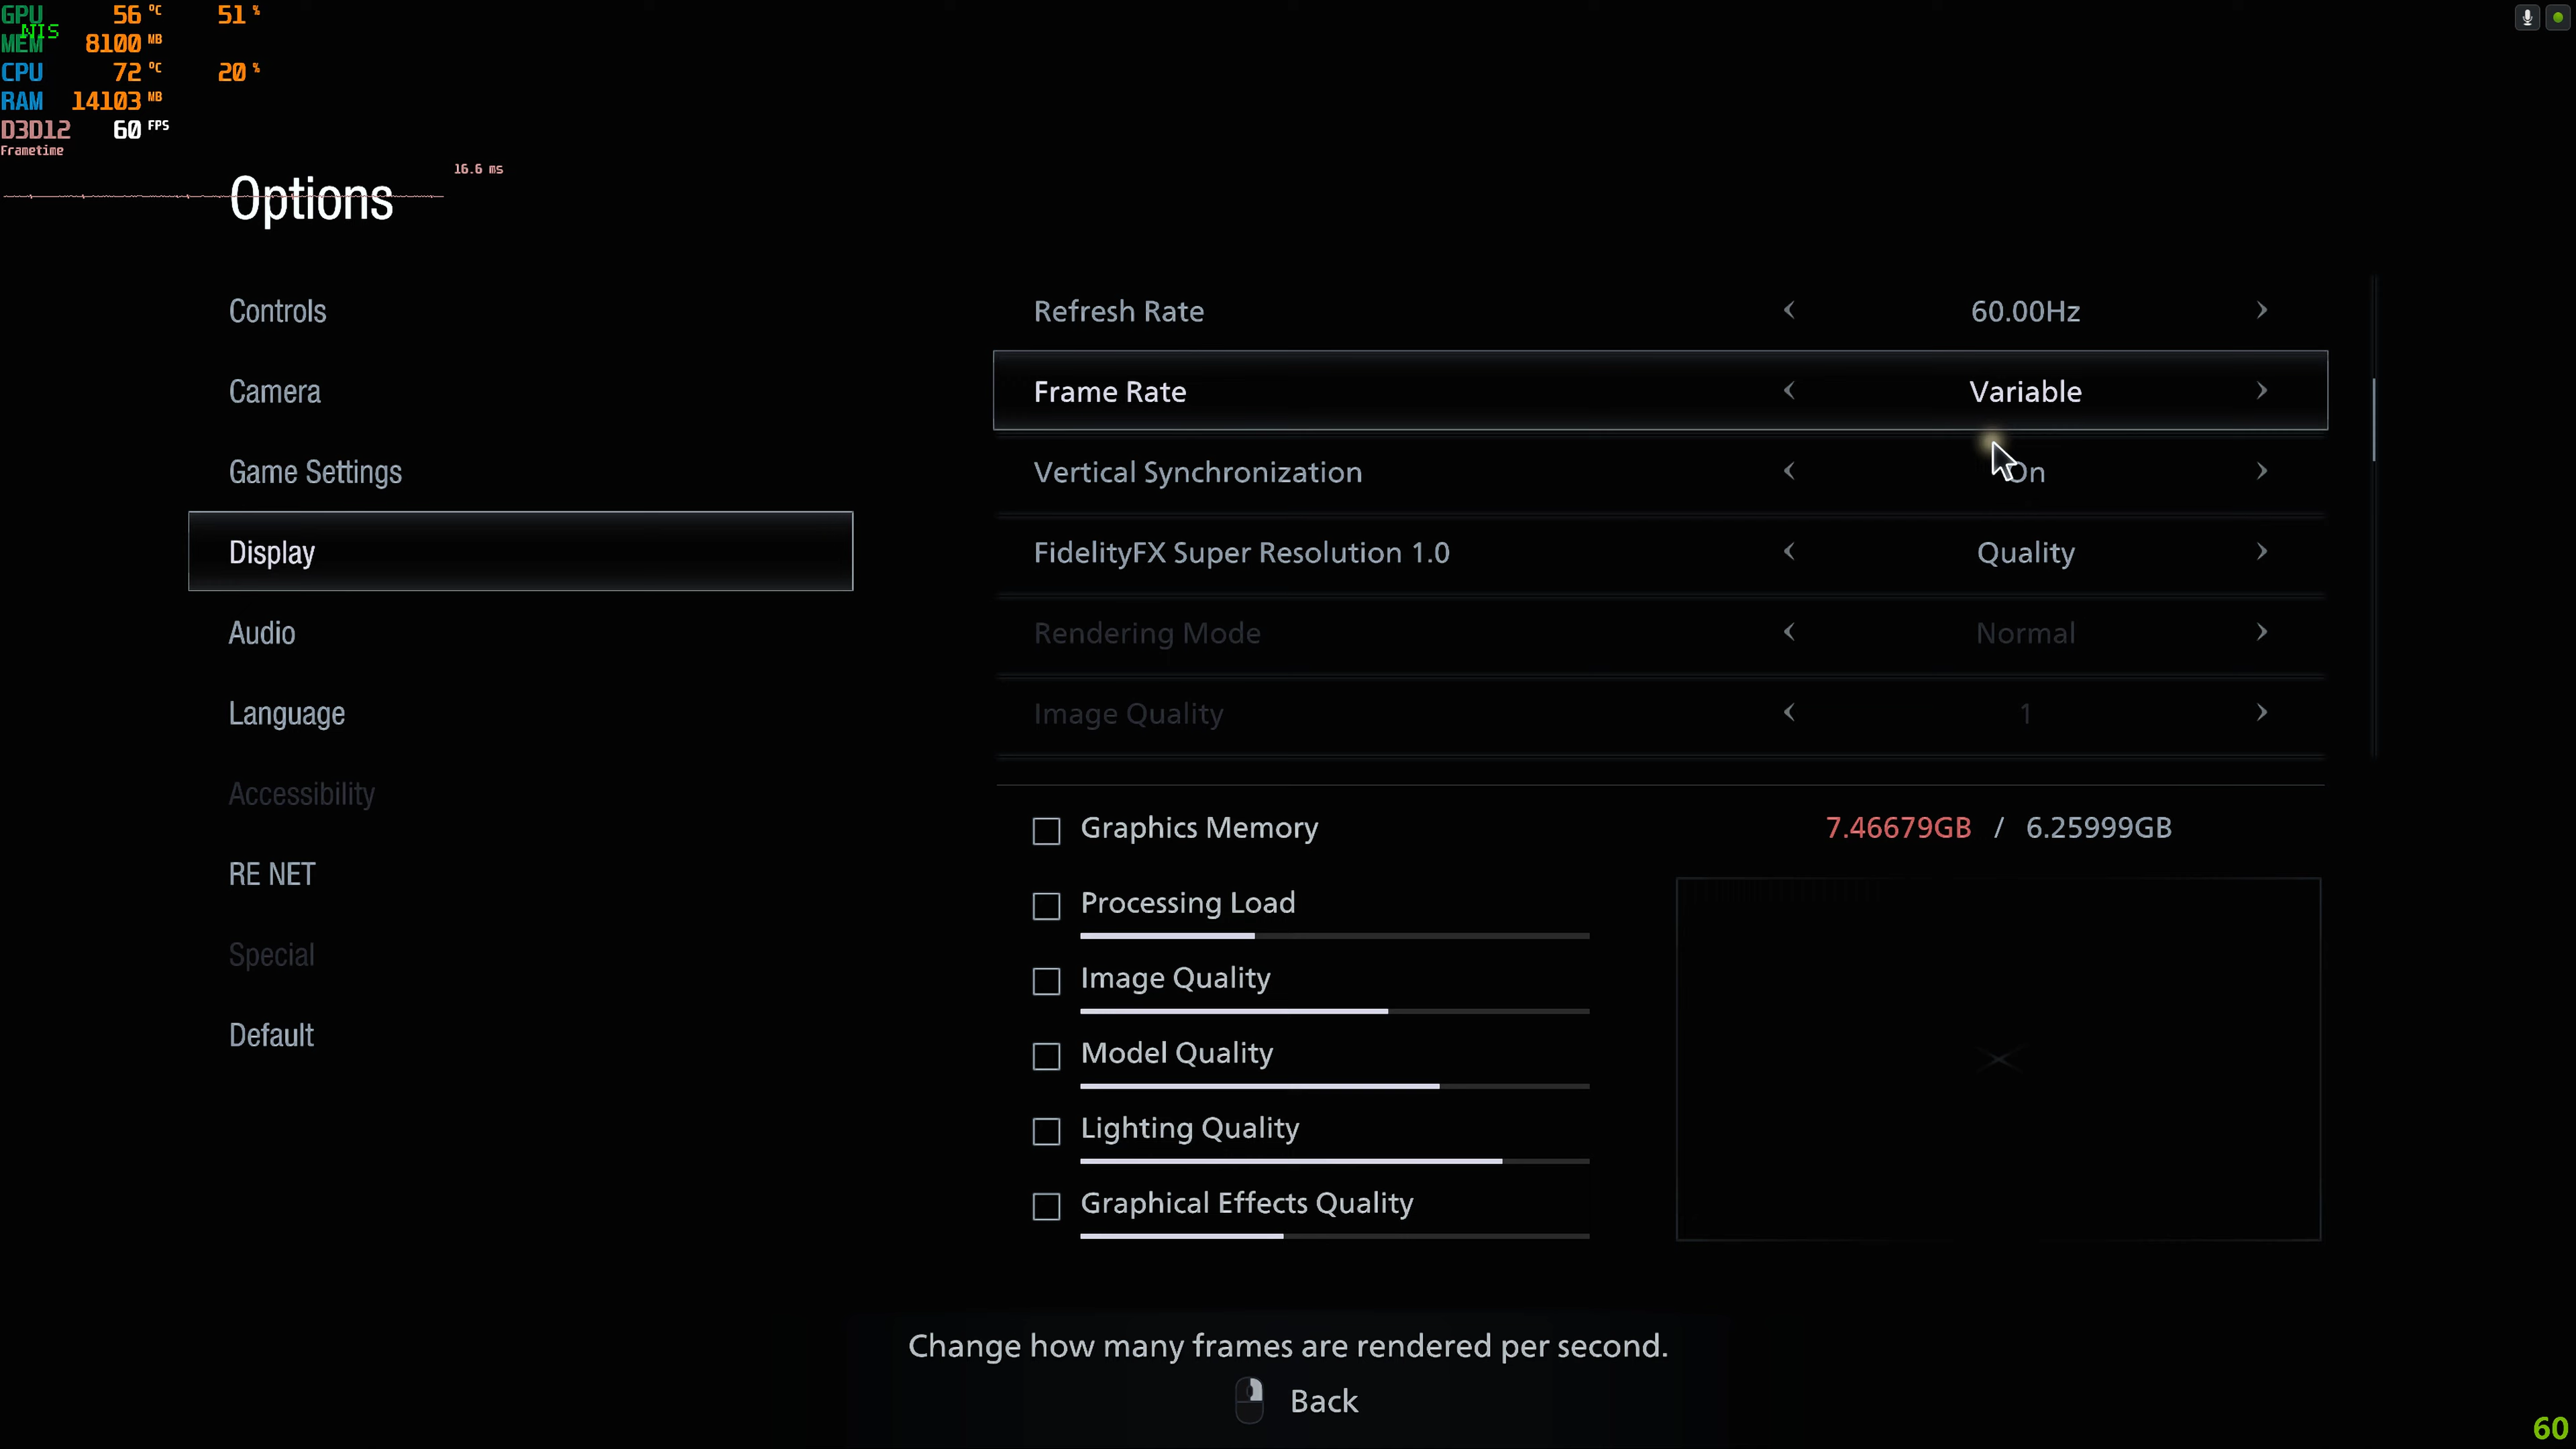 GPU 56 °C 51 %
NIS
MEM 8100 MB
CPU 72 °C 20 %
RAM 14103 MB
D3D12 60 FPS
Frametime
16.6 ms
Options
Controls
Camera
Game Settings
Display
Audio
Language
Accessibility
RE NET
Special
Default
Refresh Rate 60.00Hz
Frame Rate Variable
Vertical Synchronization On
FidelityFX Super Resolution 1.0 Quality
Rendering Mode Normal
Image Quality 1
Graphics Memory 7.46679GB / 6.25999GB
Processing Load
Image Quality
Model Quality
Lighting Quality
Graphical Effects Quality
Change how many frames are rendered per second.
Back
60